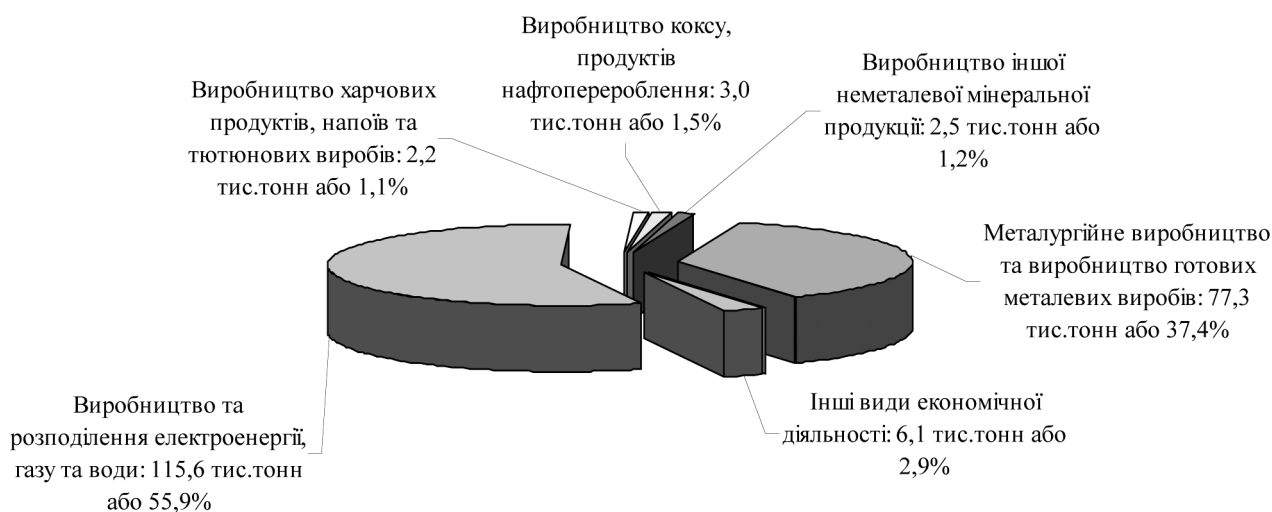 Виробництво коксу,
продуктів
нафтоперероблення: 3,0
тис.тонн або 1,5%
Виробництво іншої
неметалевої мінеральної
продукції: 2,5 тис.тонн або
1,2%
Виробництво харчових
продуктів, напоїв та
тютюнових виробів: 2,2
тис.тонн або 1,1%
Металургійне виробництво
та виробництво готових
металевих виробів: 77,3
тис.тонн або 37,4%
Інші види економічної
діяльності: 6,1 тис.тонн або
2,9%
Виробництво та
розподілення електроенергії,
газу та води: 115,6 тис.тонн
або 55,9%